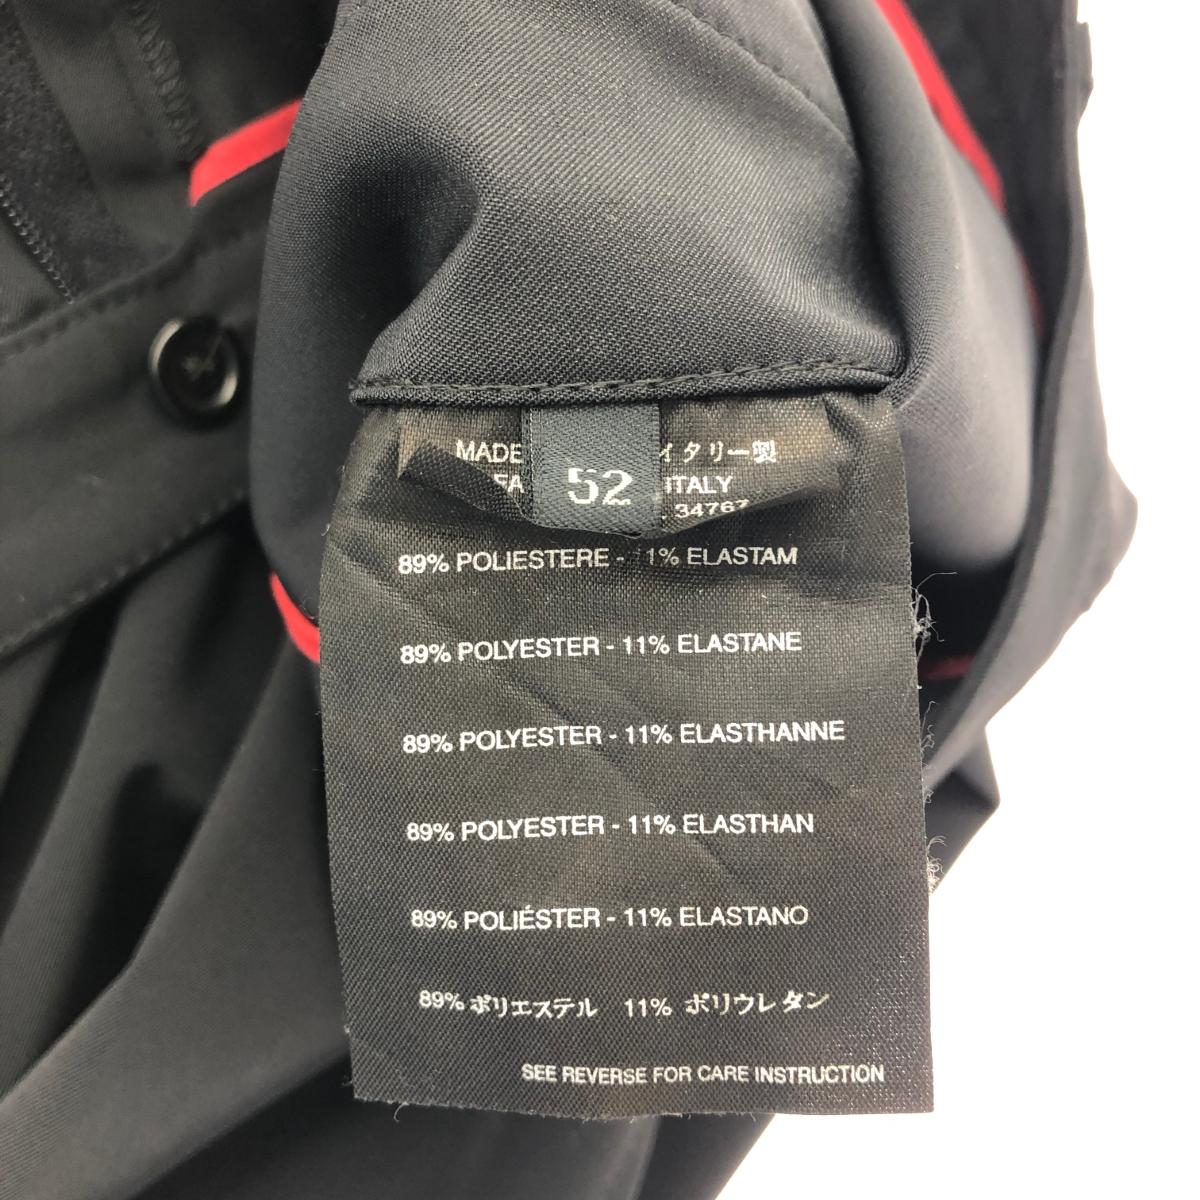 MADE イタリー製
FA 52 ITALY
34767
89% POLIESTERE - 11% ELASTAM
89% POLYESTER - 11% ELASTANE
89% POLYESTER - 11% ELASTHANNE
89% POLYESTER - 11% ELASTHAN
89% POLIÉSTER - 11% ELASTANO
89% ポリエステル 11% ポリウレタン
SEE REVERSE FOR CARE INSTRUCTION